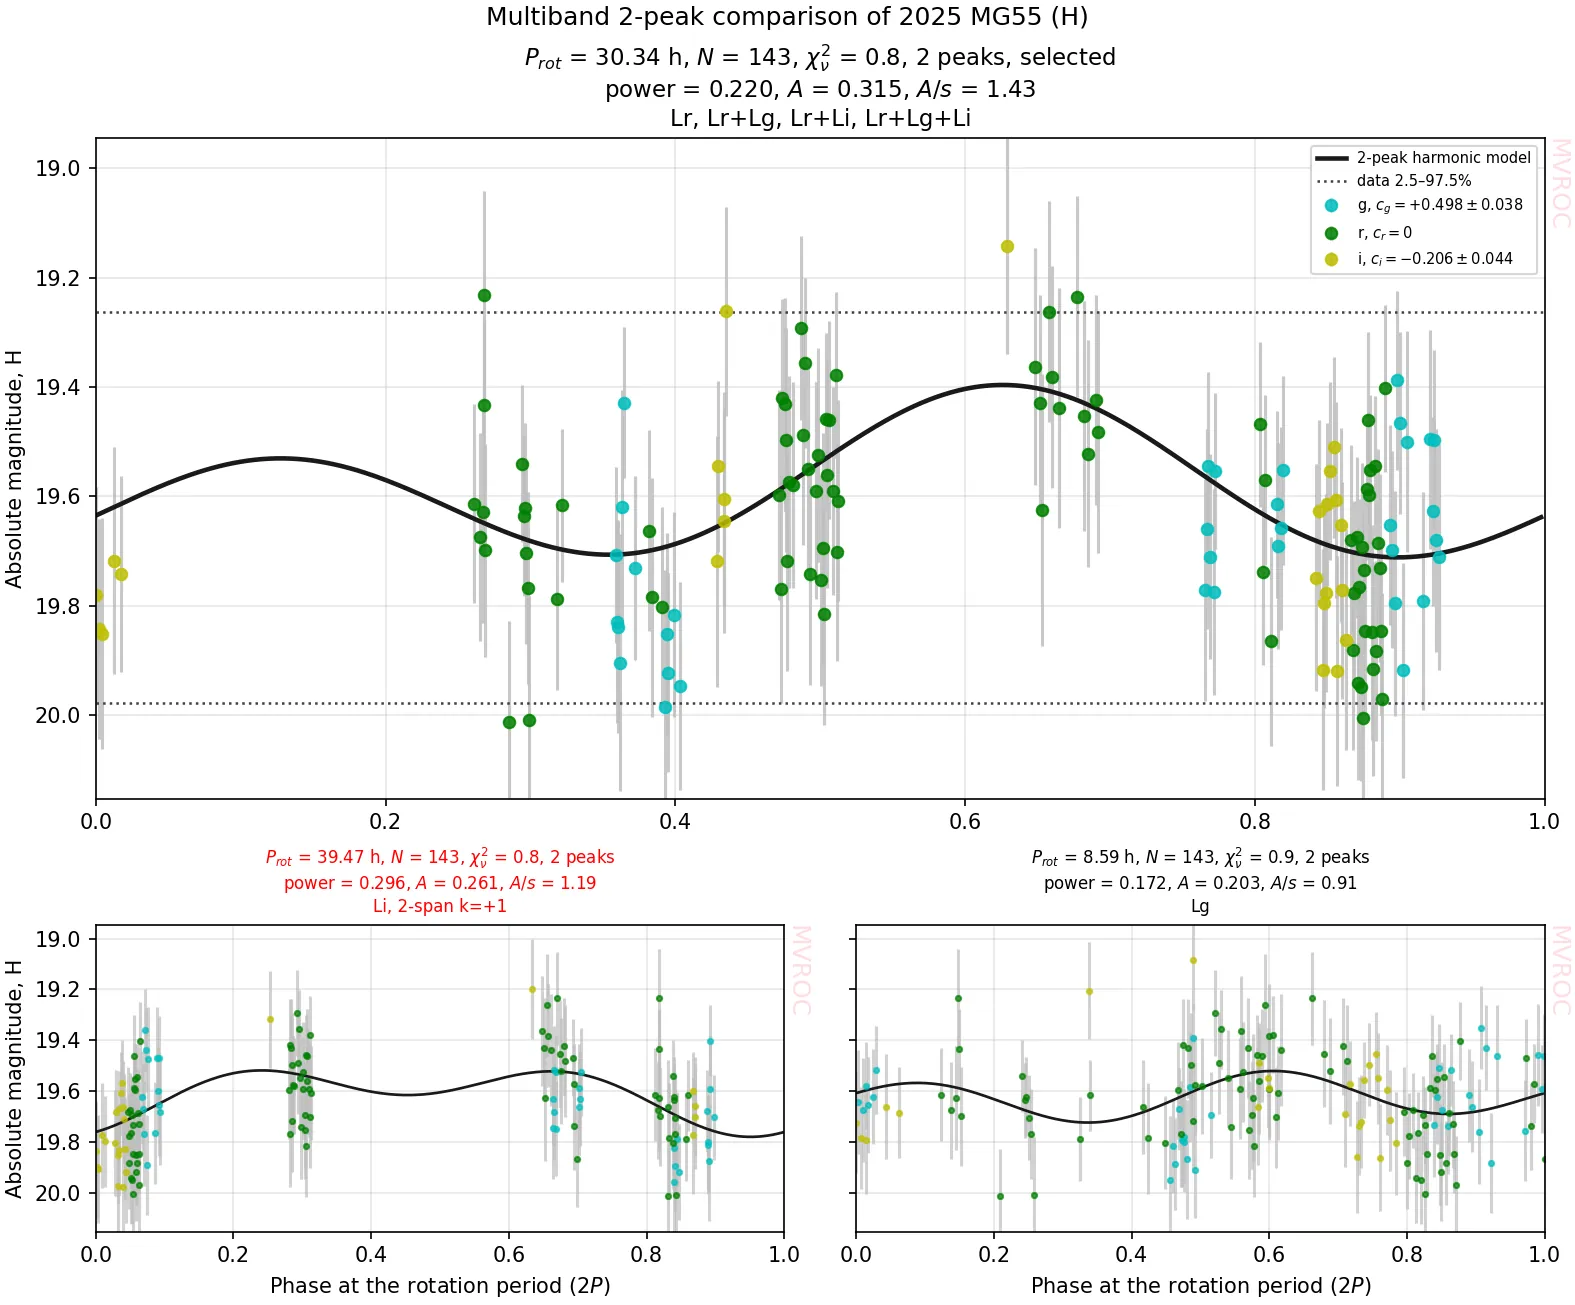 Multiband 2-peak comparison of 2025 MG55 (H)
P_rot = 30.34 h, N = 143, χ²_ν = 0.8, 2 peaks, selected
power = 0.220, A = 0.315, A/s = 1.43
Lr, Lr+Lg, Lr+Li, Lr+Lg+Li
MVROC
2-peak harmonic model
data 2.5–97.5%
g, c_g = +0.498 ± 0.038
r, c_r = 0
i, c_i = −0.206 ± 0.044
Absolute magnitude, H
19.0
19.2
19.4
19.6
19.8
20.0
0.0 0.2 0.4 0.6 0.8 1.0
P_rot = 39.47 h, N = 143, χ²_ν = 0.8, 2 peaks
power = 0.296, A = 0.261, A/s = 1.19
Li, 2-span k=+1
MVROC
Absolute magnitude, H
19.0
19.2
19.4
19.6
19.8
20.0
0.0 0.2 0.4 0.6 0.8 1.0
Phase at the rotation period (2P)
P_rot = 8.59 h, N = 143, χ²_ν = 0.9, 2 peaks
power = 0.172, A = 0.203, A/s = 0.91
Lg
MVROC
0.0 0.2 0.4 0.6 0.8 1.0
Phase at the rotation period (2P)